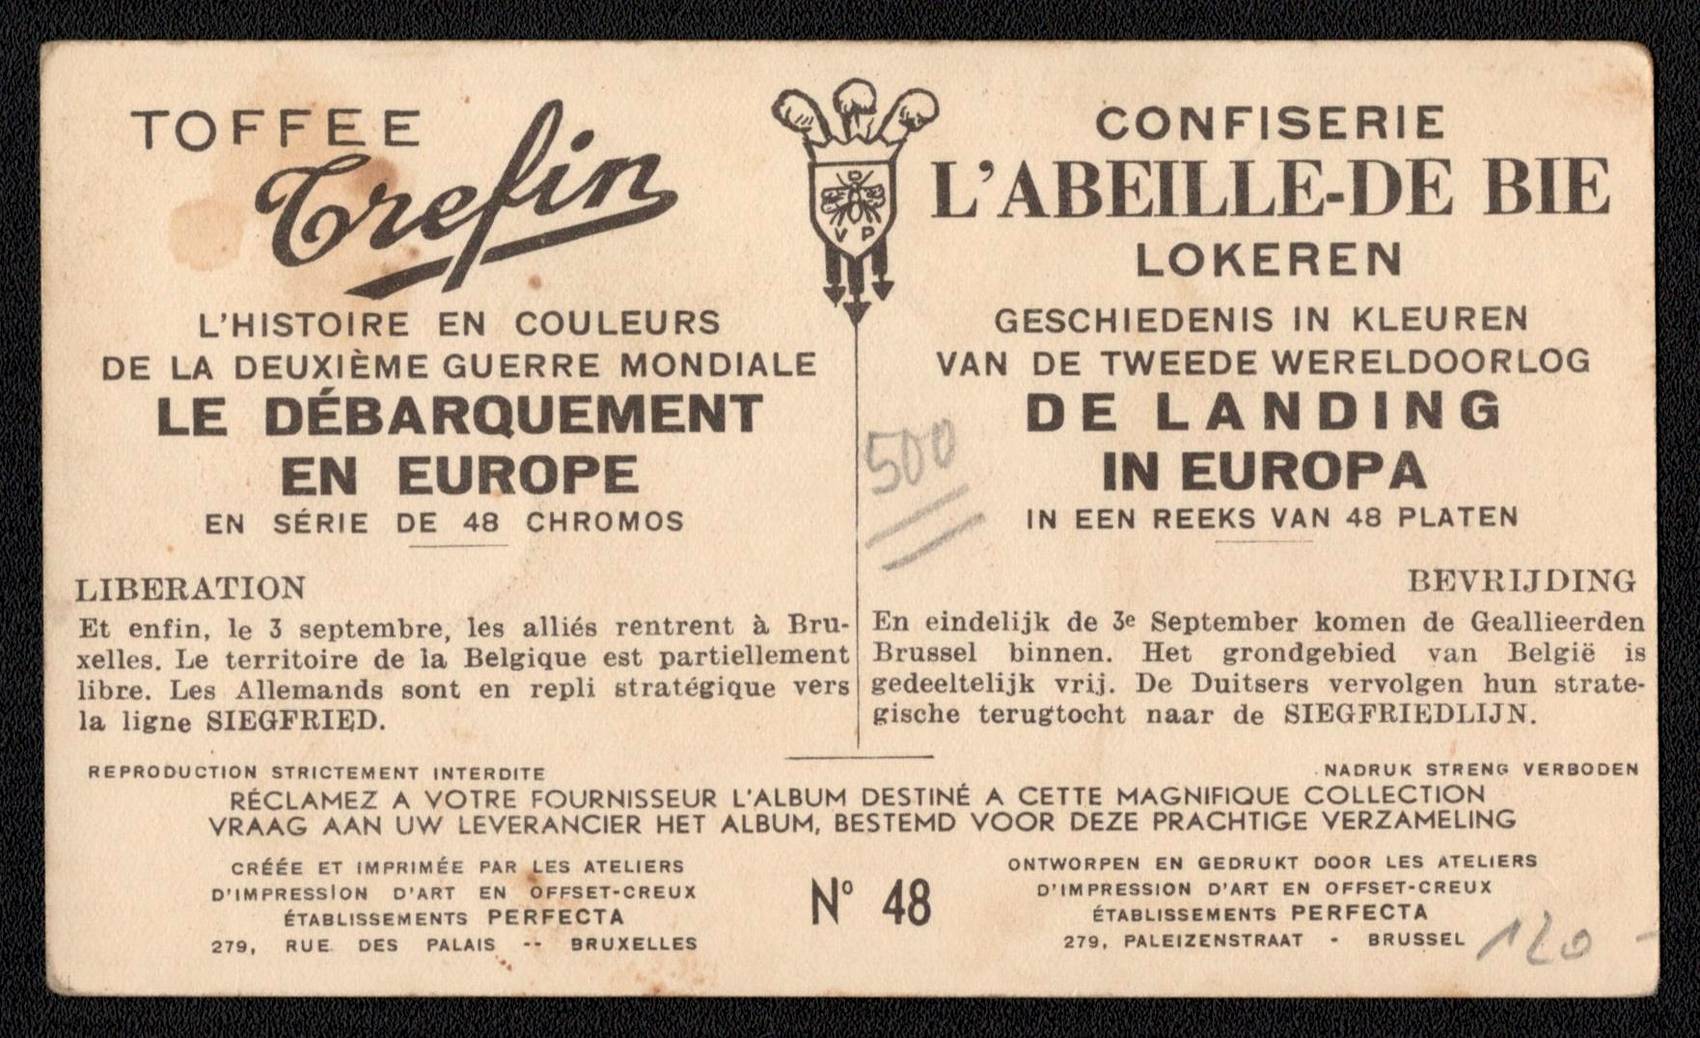 TOFFEE
Trefin
L'HISTOIRE EN COULEURS
DE LA DEUXIÈME GUERRE MONDIALE
LE DÉBARQUEMENT
EN EUROPE
EN SÉRIE DE 48 CHROMOS
LIBERATION
Et enfin, le 3 septembre, les alliés rentrent à Bru-
xelles. Le territoire de la Belgique est partiellement
libre. Les Allemands sont en repli stratégique vers
la ligne SIEGFRIED.
D
V P
CONFISERIE
L'ABEILLE-DE BIE
LOKEREN
GESCHIEDENIS IN KLEUREN
VAN DE TWEEDE WERELDOORLOG
DE LANDING
IN EUROPA
IN EEN REEKS VAN 48 PLATEN
500
BEVRIJDING
En eindelijk de 3e September komen de Geallieerden
Brussel binnen. Het grondgebied van België is
gedeeltelijk vrij. De Duitsers vervolgen hun strate-
gische terugtocht naar de SIEGFRIEDLIJN.
REPRODUCTION STRICTEMENT INTERDITE
NADRUK STRENG VERBODEN
RÉCLAMEZ A VOTRE FOURNISSEUR L'ALBUM DESTINÉ A CETTE MAGNIFIQUE COLLECTION
VRAAG AAN UW LEVERANCIER HET ALBUM, BESTEMD VOOR DEZE PRACHTIGE VERZAMELING
CRÉÉE ET IMPRIMÉE PAR LES ATELIERS
D'IMPRESSION D'ART EN OFFSET-CREUX
ÉTABLISSEMENTS PERFECTA
279, RUE DES PALAIS -- BRUXELLES
N° 48
ONTWORPEN EN GEDRUKT DOOR LES ATELIERS
D'IMPRESSION D'ART EN OFFSET-CREUX
ÉTABLISSEMENTS PERFECTA
279, PALEIZENSTRAAT - BRUSSEL
120 -